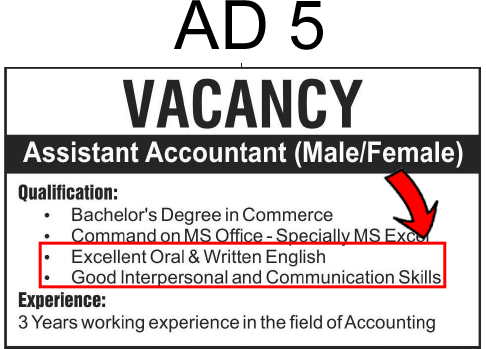 AD 5
VACANCY
Assistant Accountant (Male/Female)
Qualification:
• Bachelor's Degree in Commerce
• Command on MS Office - Specially MS Excel
• Excellent Oral & Written English
• Good Interpersonal and Communication Skills
Experience:
3 Years working experience in the field of Accounting